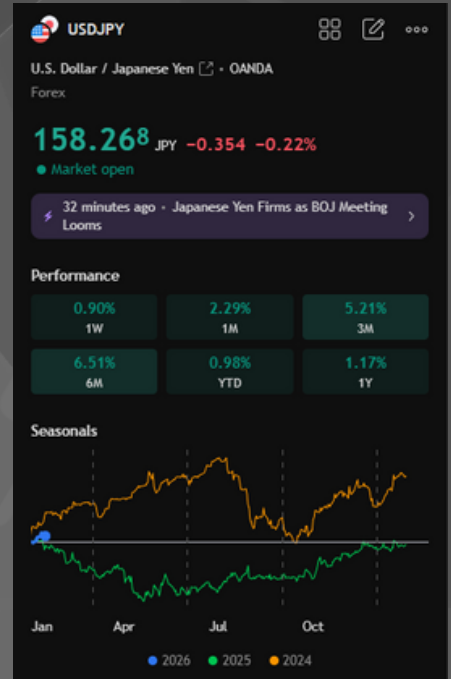 USDJPY
U.S. Dollar / Japanese Yen • OANDA
Forex
158.268 JPY −0.354 −0.22%
Market open
32 minutes ago • Japanese Yen Firms as BOJ Meeting
Looms
Performance
0.90% 2.29% 5.21%
1W 1M 3M
6.51% 0.98% 1.17%
6M YTD 1Y
Seasonals
Jan Apr Jul Oct
2026 2025 2024